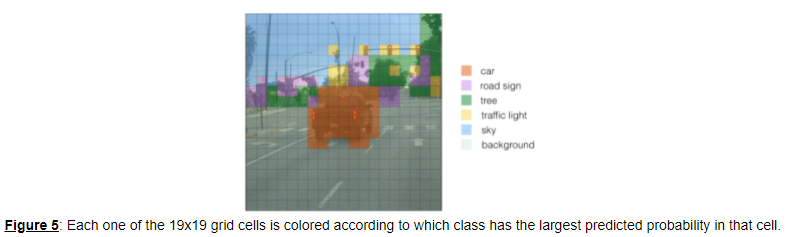 car
road sign
tree
traffic light
sky
background
Figure 5: Each one of the 19x19 grid cells is colored according to which class has the largest predicted probability in that cell.